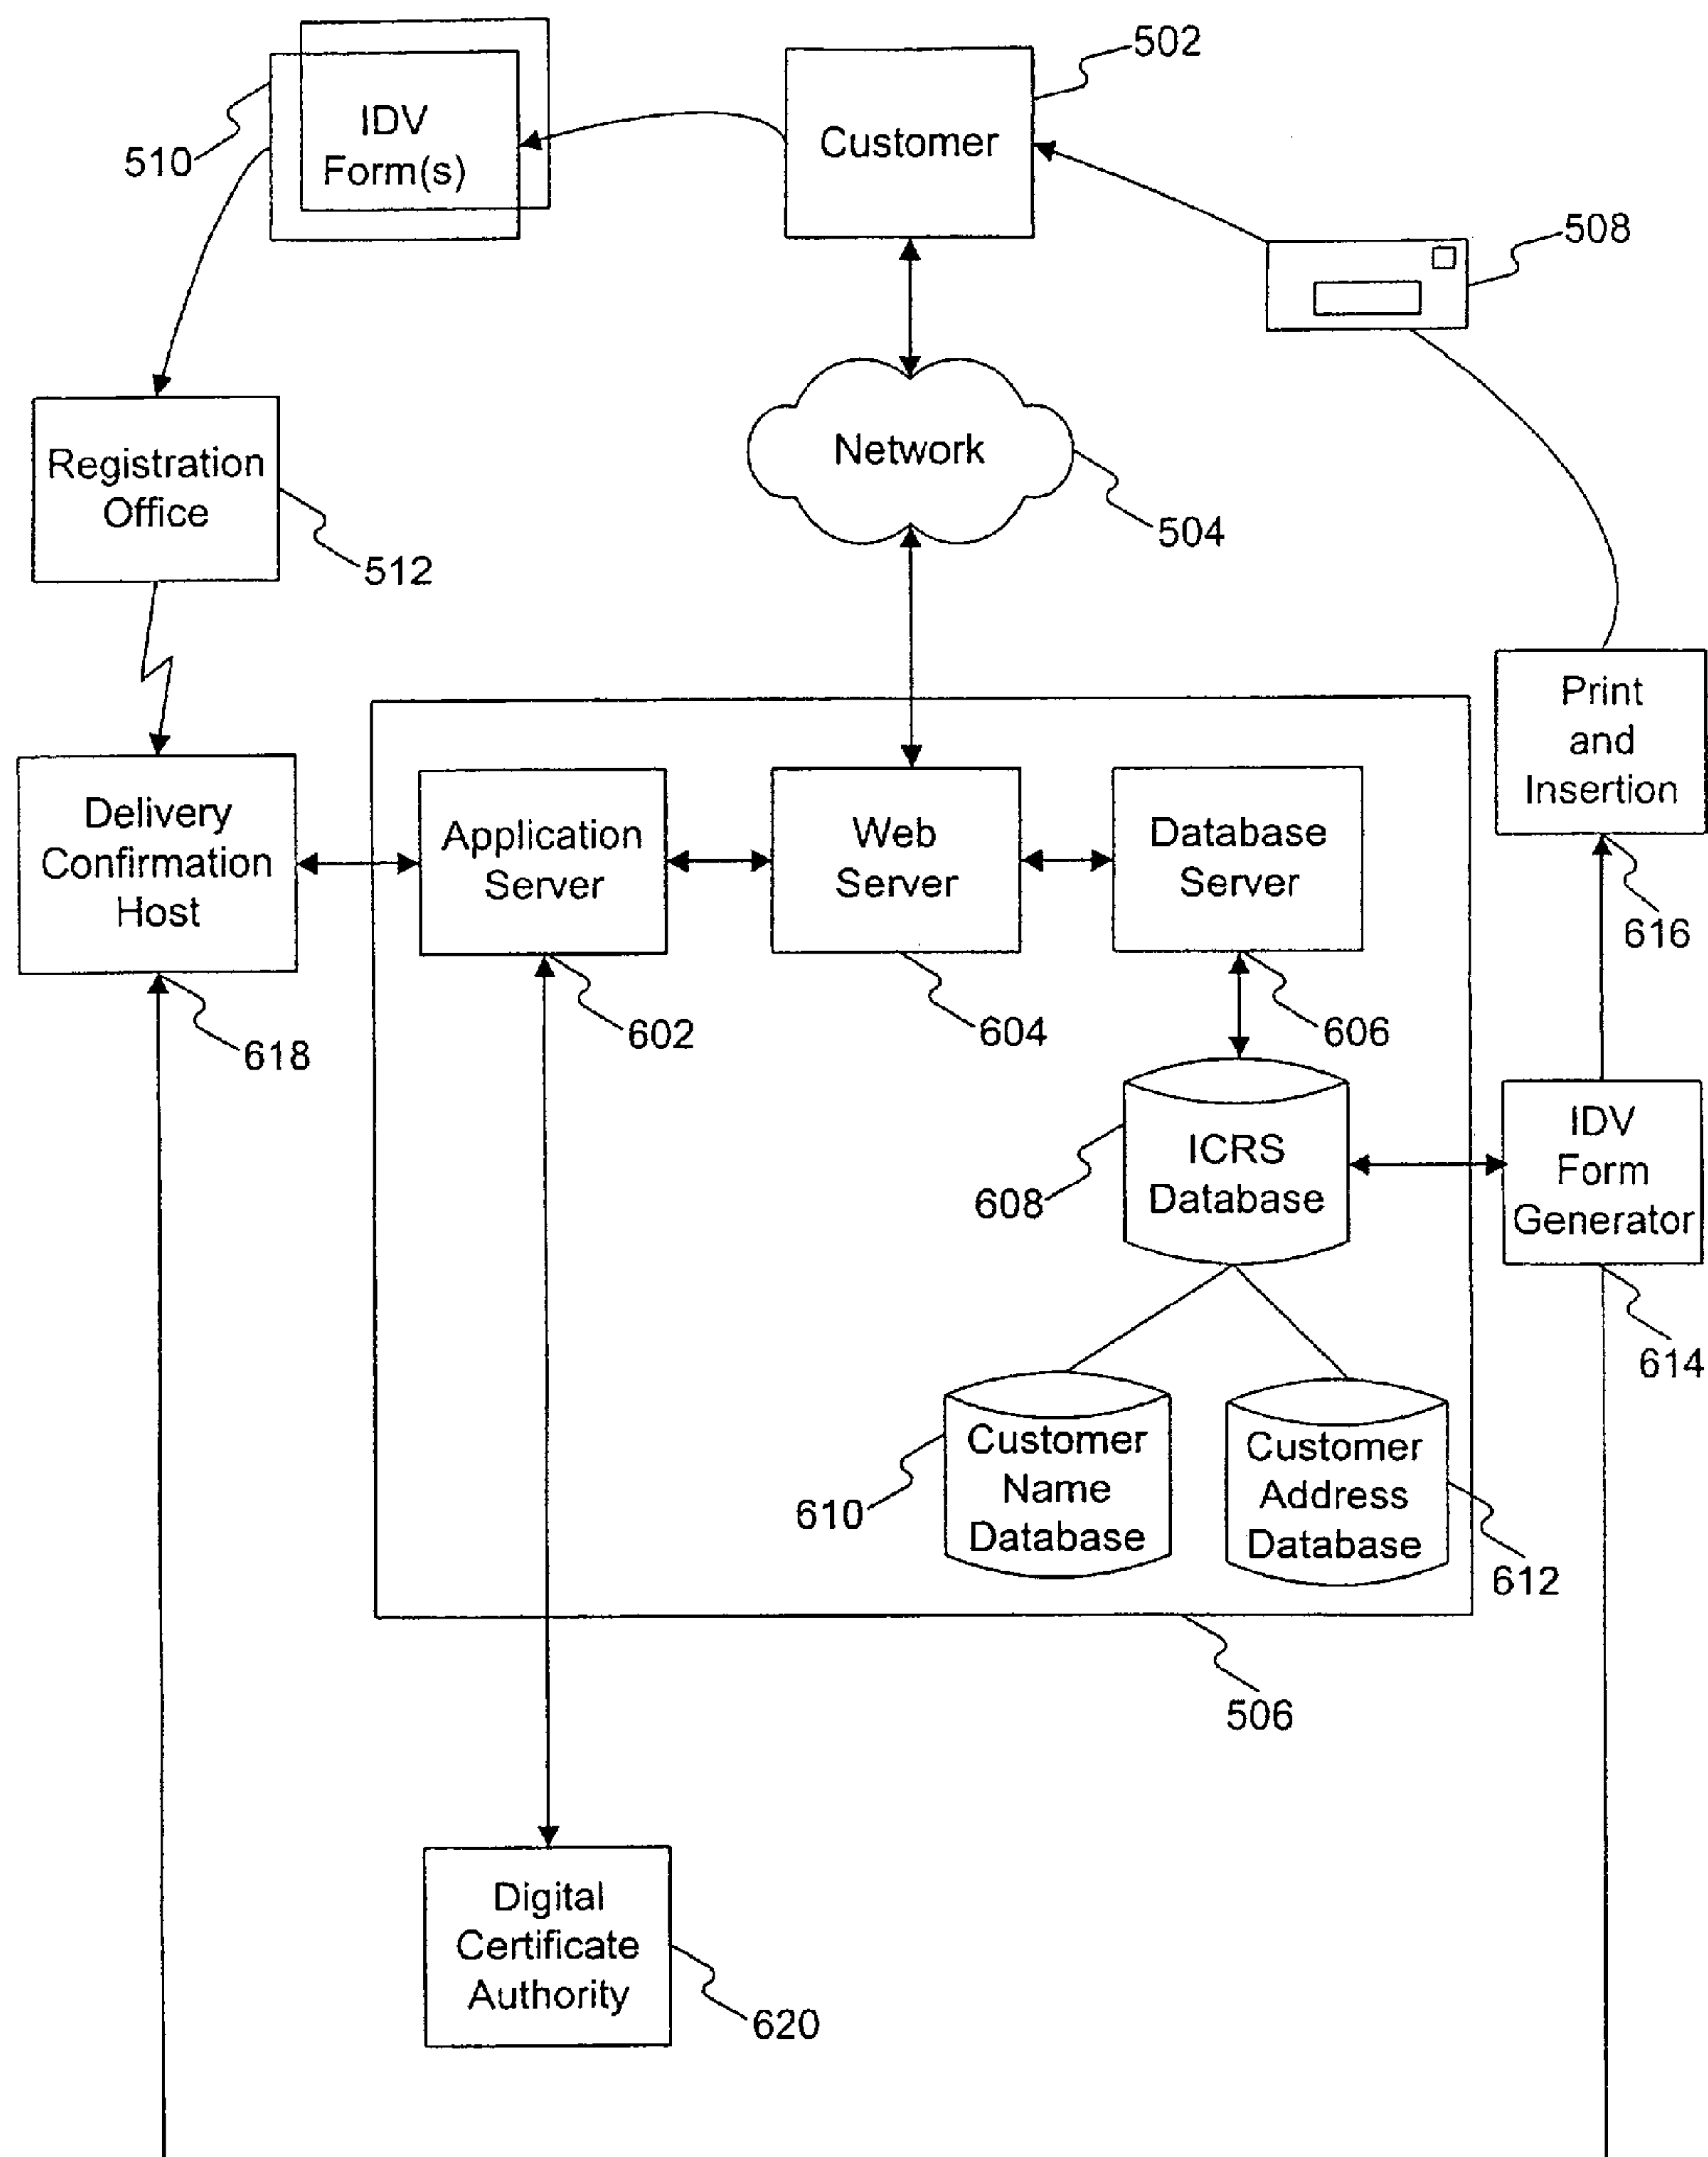 502
IDV
Form(s)
510
Customer
508
Network
504
Registration
Office
512
Print
and
Insertion
616
Delivery
Confirmation
Host
618
Application
Server
602
Web
Server
604
Database
Server
606
ICRS
Database
608
IDV
Form
Generator
614
Customer
Name
Database
610
Customer
Address
Database
612
506
Digital
Certificate
Authority
620